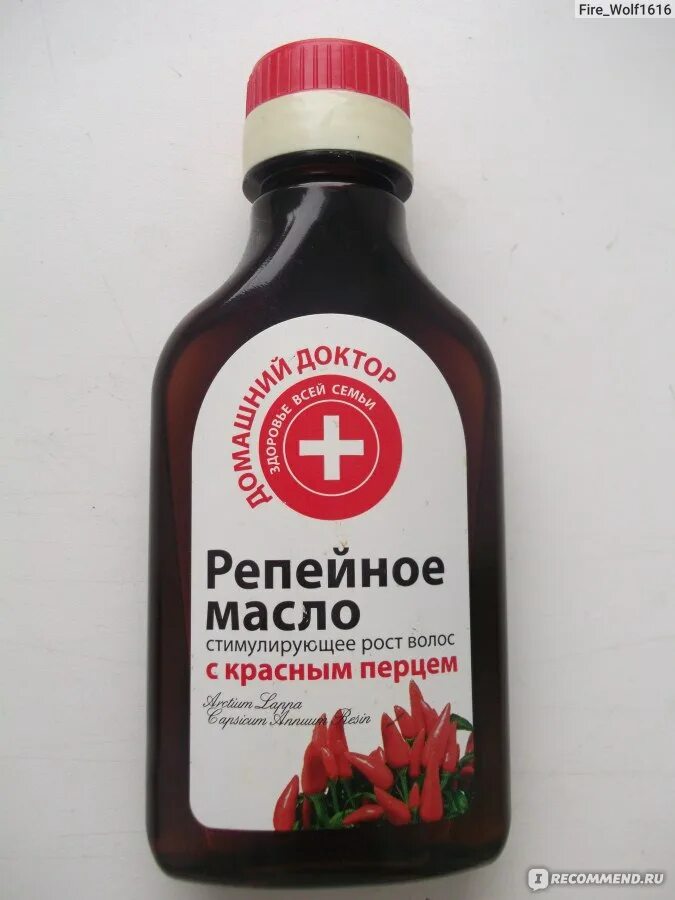 Fire_Wolf1616
ДОМАШНИЙ ДОКТОР
ЗДОРОВЬЕ ВСЕЙ СЕМЬИ
Репейное
масло
стимулирующее рост волос
с красным перцем
Arctium Lappa
Capsicum Annuum Resin
IRECOMMEND.RU